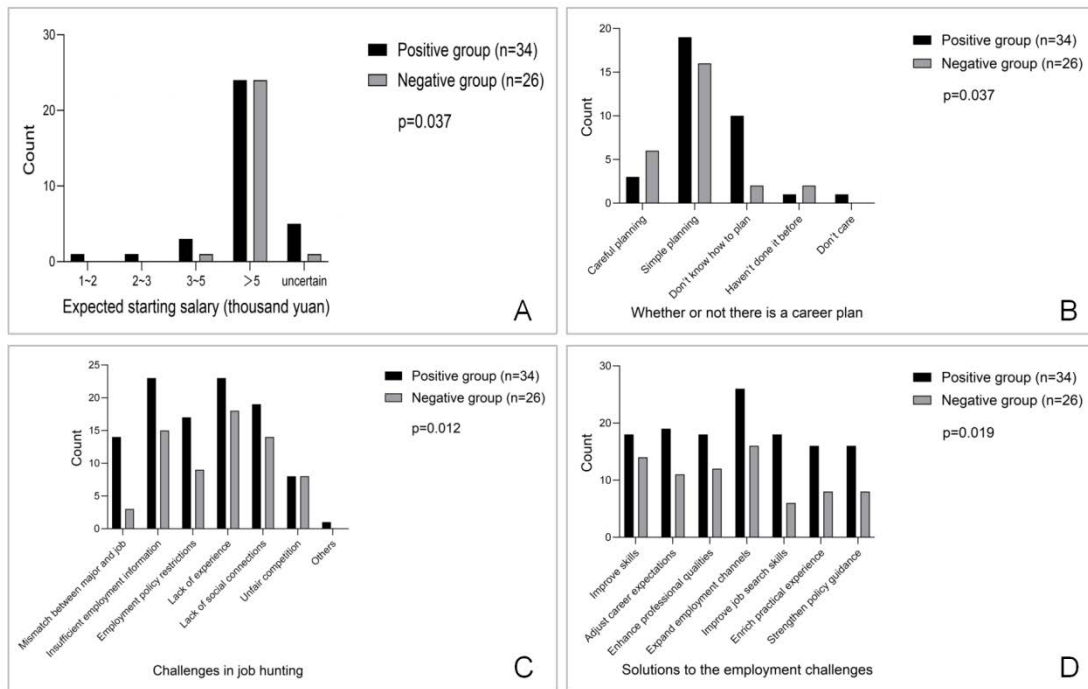 30
20
10
0
Count
1~2
2~3
3~5
>5
uncertain
Expected starting salary (thousand yuan)
Positive group (n=34)
Negative group (n=26)
p=0.037
A
20
15
10
5
0
Count
Careful planning
Simple planning
Don't know how to plan
Haven't done it before
Don't care
Whether or not there is a career plan
Positive group (n=34)
Negative group (n=26)
p=0.037
B
25
20
15
10
5
0
Count
Mismatch between major and job
Insufficient employment information
Employment policy restrictions
Lack of experience
Lack of social connections
Unfair competition
Others
Challenges in job hunting
Positive group (n=34)
Negative group (n=26)
p=0.012
C
30
20
10
0
Count
Improve skills
Adjust career expectations
Enhance professional qualities
Expand employment channels
Improve job search skills
Enrich practical experience
Strengthen policy guidance
Solutions to the employment challenges
Positive group (n=34)
Negative group (n=26)
p=0.019
D